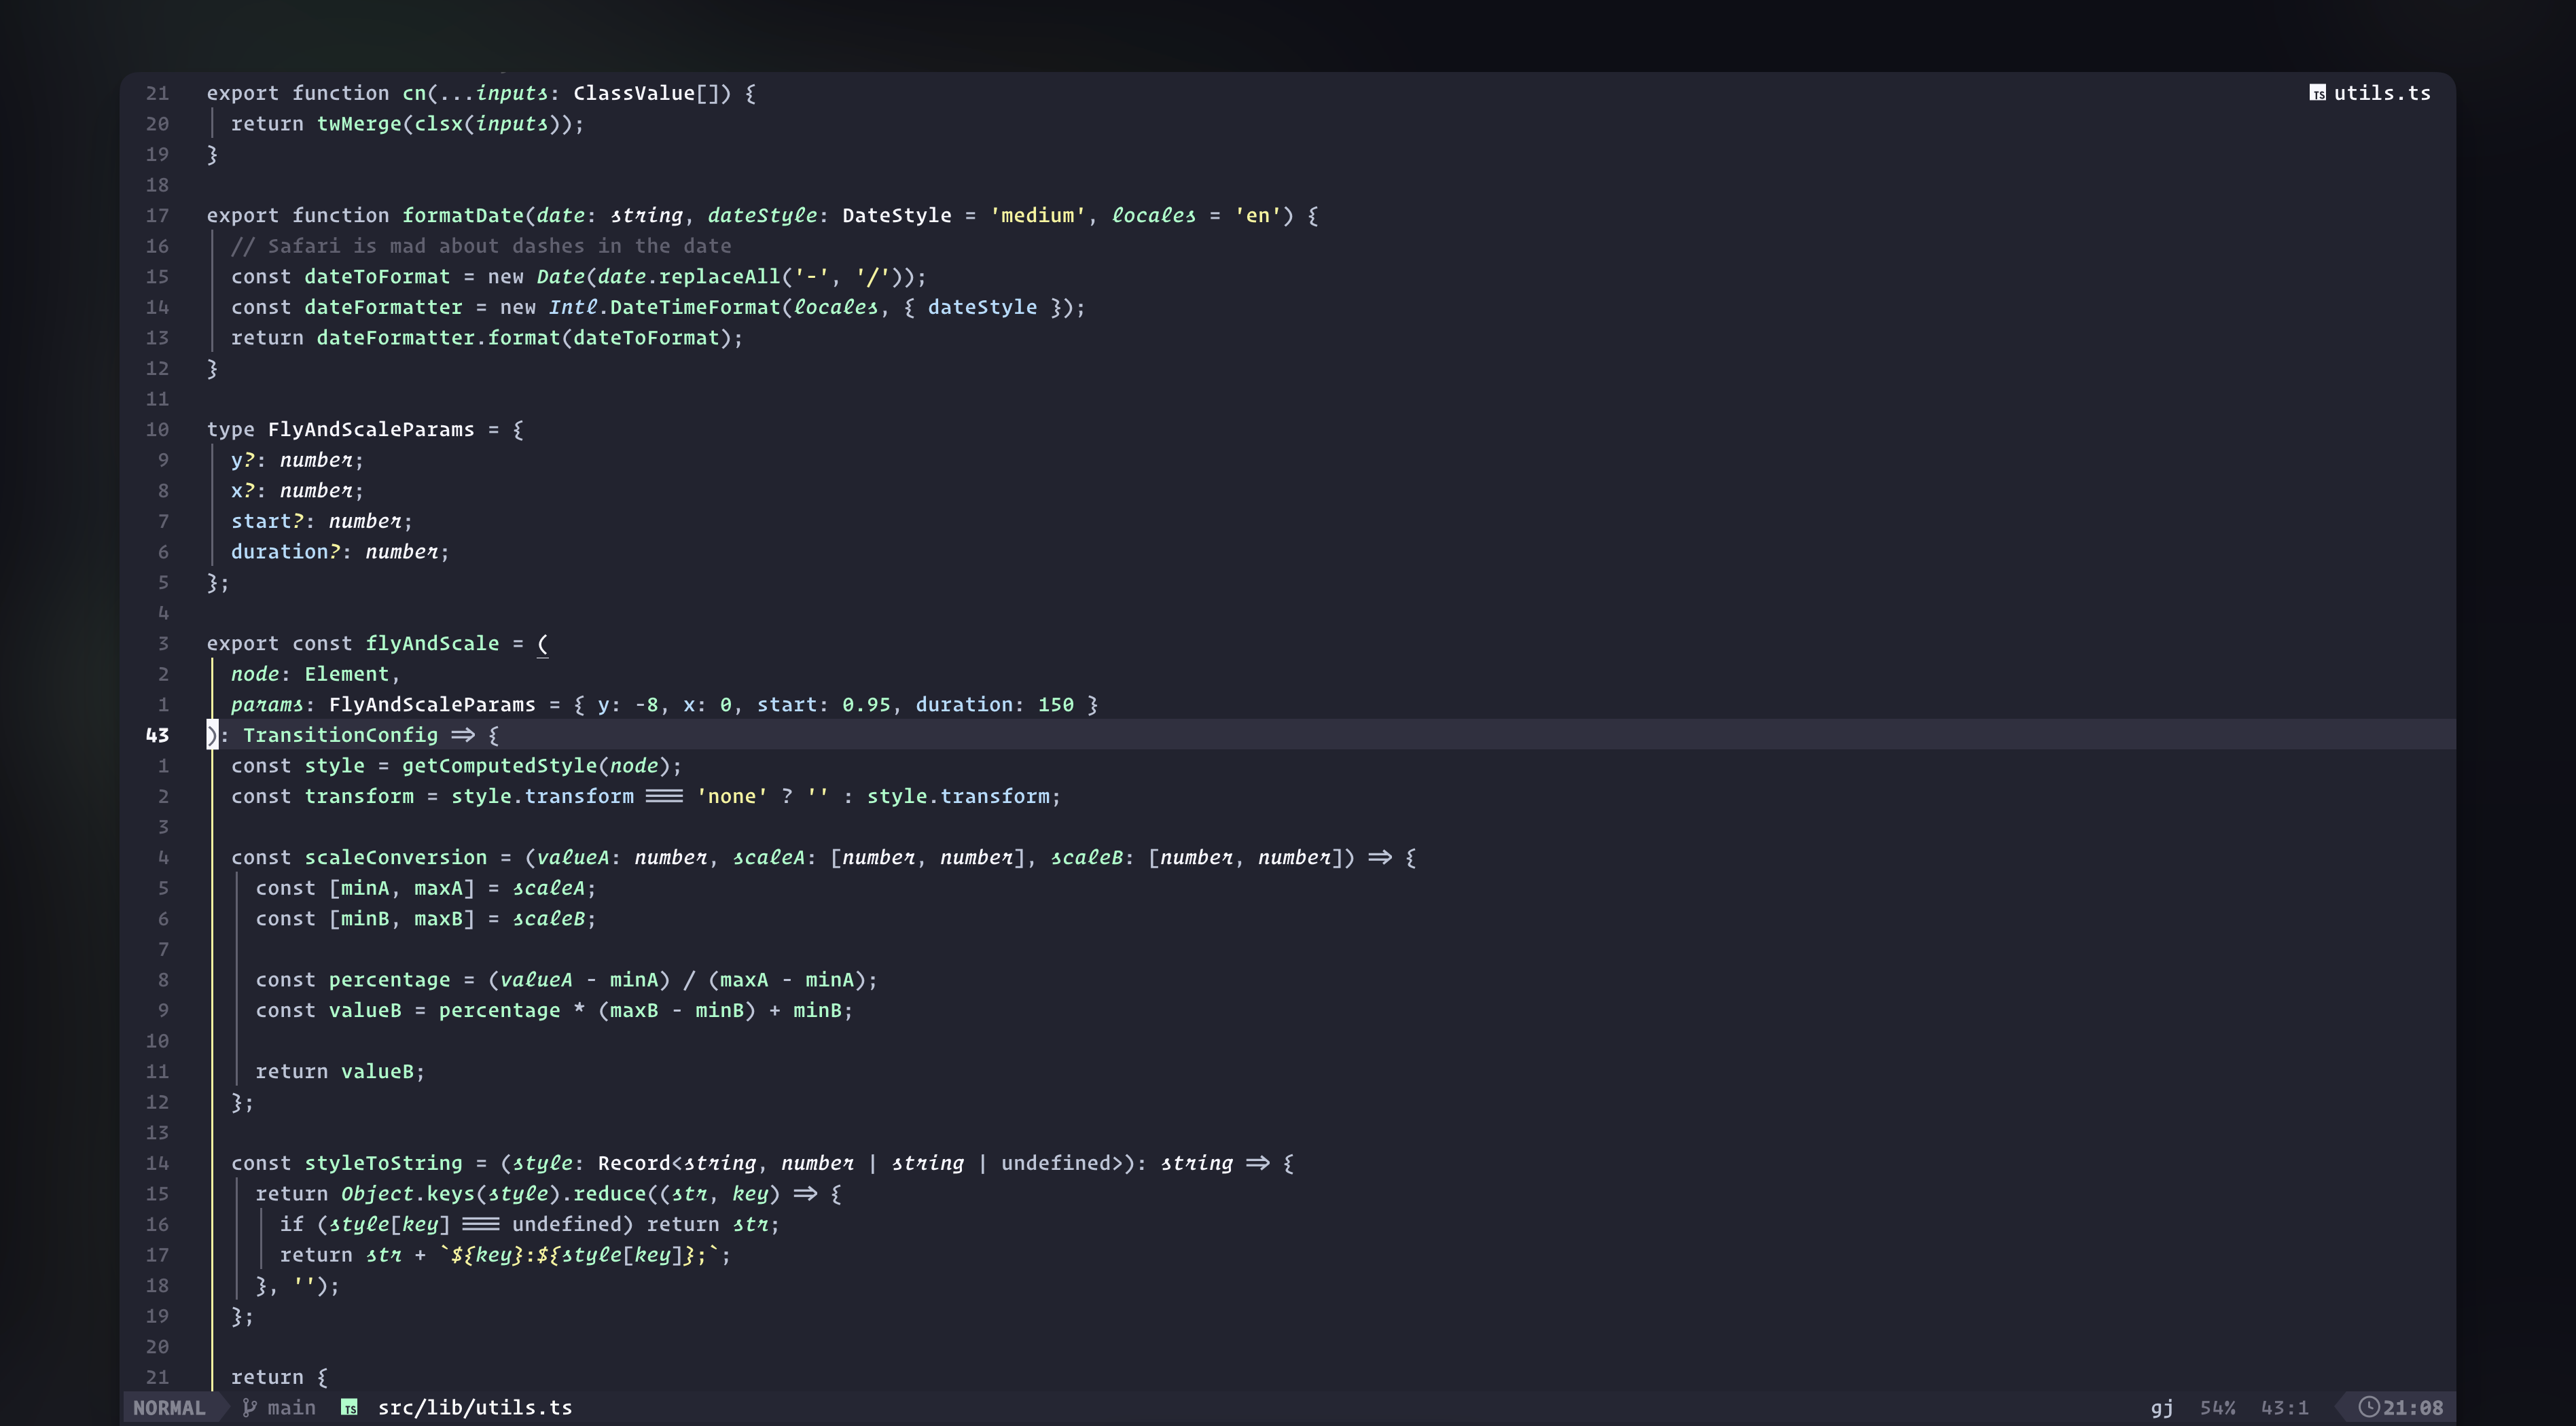 21 export function cn(...inputs: ClassValue[]) {
utils.ts
20 return twMerge(clsx(inputs));
19 }
18
17 export function formatDate(date: string, dateStyle: DateStyle = 'medium', locales = 'en') {
16 // Safari is mad about dashes in the date
15 const dateToFormat = new Date(date.replaceAll('-', '/'));
14 const dateFormatter = new Intl.DateTimeFormat(locales, { dateStyle });
13 return dateFormatter.format(dateToFormat);
12 }
11
10 type FlyAndScaleParams = {
9 y?: number;
8 x?: number;
7 start?: number;
6 duration?: number;
5 };
4
3 export const flyAndScale = (
2 node: Element,
1 params: FlyAndScaleParams = { y: -8, x: 0, start: 0.95, duration: 150 }
43 ): TransitionConfig => {
1 const style = getComputedStyle(node);
2 const transform = style.transform === 'none' ? '' : style.transform;
3
4 const scaleConversion = (valueA: number, scaleA: [number, number], scaleB: [number, number]) => {
5 const [minA, maxA] = scaleA;
6 const [minB, maxB] = scaleB;
7
8 const percentage = (valueA - minA) / (maxA - minA);
9 const valueB = percentage * (maxB - minB) + minB;
10
11 return valueB;
12 };
13
14 const styleToString = (style: Record<string, number | string | undefined>): string => {
15 return Object.keys(style).reduce((str, key) => {
16 if (style[key] === undefined) return str;
17 return str + `${key}:${style[key]};`;
18 }, '');
19 };
20
21 return {
NORMAL main TS src/lib/utils.ts gj 54% 43:1 21:08